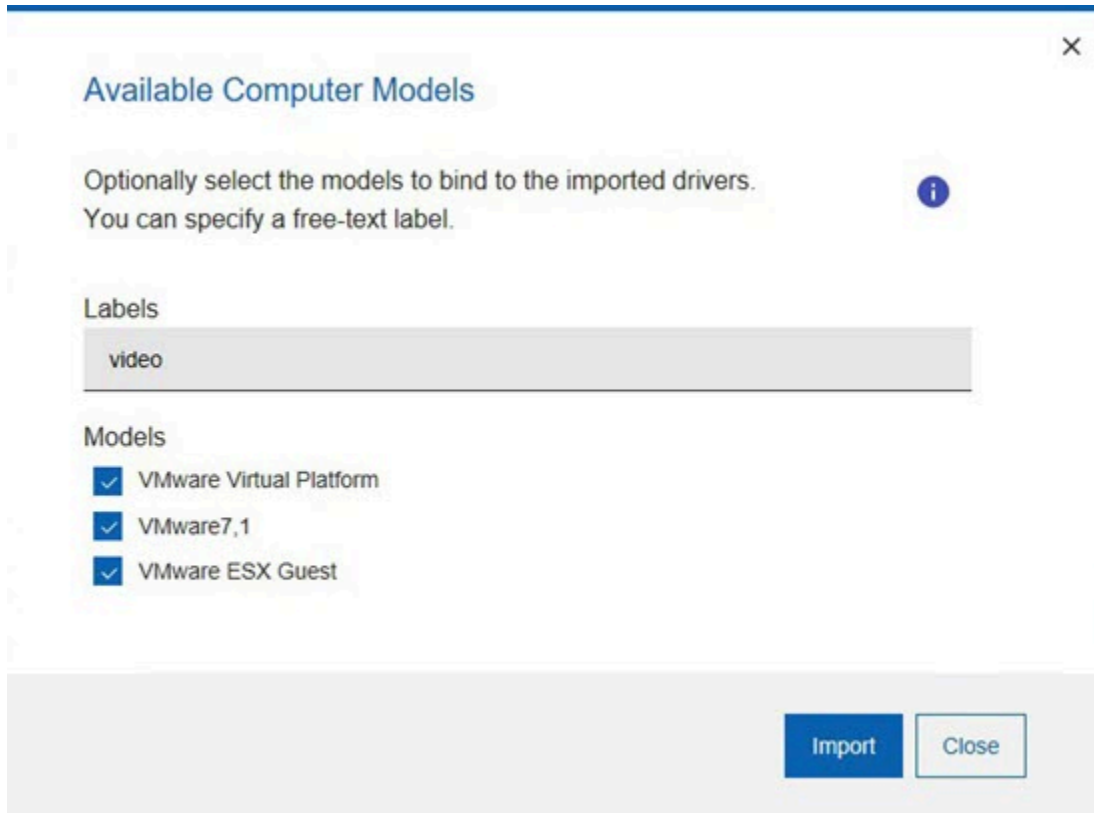 Available Computer Models
Optionally select the models to bind to the imported drivers.
You can specify a free-text label.
Labels
video
Models
VMware Virtual Platform
VMware7,1
VMware ESX Guest
Import
Close